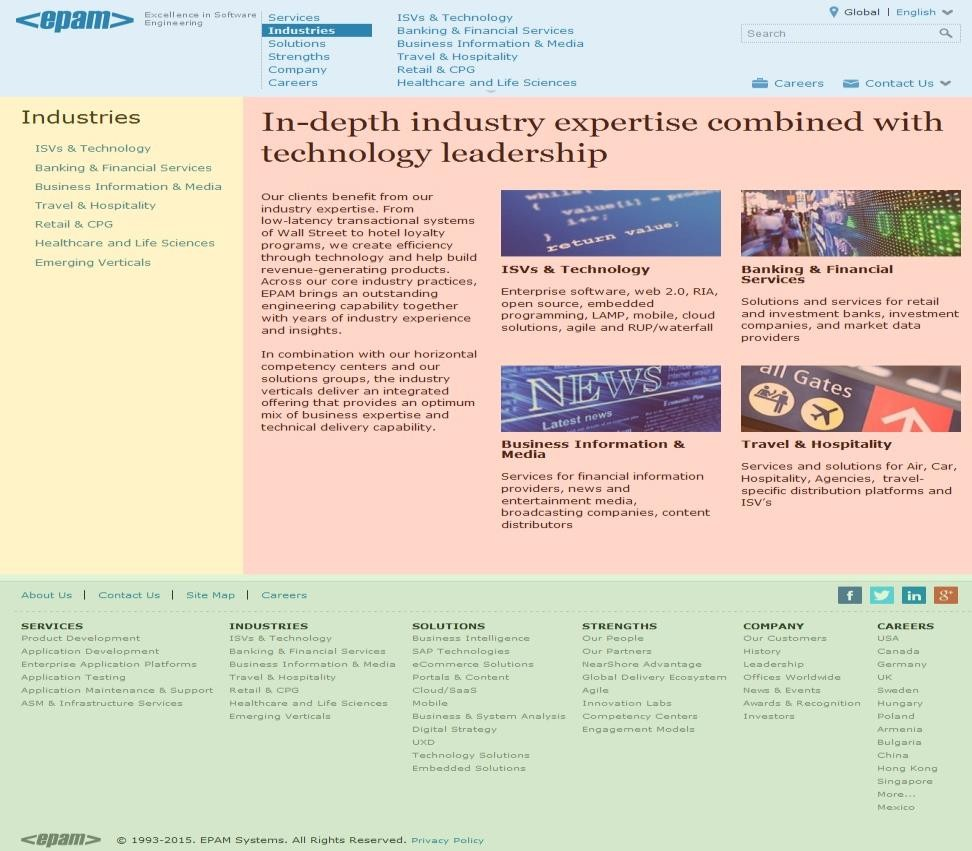 <epam>
Excellence in Software
Engineering
Services
Industries
Solutions
Strengths
Company
Careers
ISVs & Technology
Banking & Financial Services
Business Information & Media
Travel & Hospitality
Retail & CPG
Healthcare and Life Sciences
Global | English
Search
Careers
Contact Us
Industries
ISVs & Technology
Banking & Financial Services
Business Information & Media
Travel & Hospitality
Retail & CPG
Healthcare and Life Sciences
Emerging Verticals
In-depth industry expertise combined with
technology leadership
Our clients benefit from our
industry expertise. From
low-latency transactional systems
of Wall Street to hotel loyalty
programs, we create efficiency
through technology and help build
revenue-generating products.
Across our core industry practices,
EPAM brings an outstanding
engineering capability together
with years of industry experience
and insights.
In combination with our horizontal
competency centers and our
solutions groups, the industry
verticals deliver an integrated
offering that provides an optimum
mix of business expertise and
technical delivery capability.
{
value[i] =
i++;
}
return value;
ISVs & Technology
Enterprise software, web 2.0, RIA,
open source, embedded
programming, LAMP, mobile, cloud
solutions, agile and RUP/waterfall
Banking & Financial
Services
Solutions and services for retail
and investment banks, investment
companies, and market data
providers
NEWS
Latest news
Business Information &
Media
Services for financial information
providers, news and
entertainment media,
broadcasting companies, content
distributors
all Gates
Travel & Hospitality
Services and solutions for Air, Car,
Hospitality, Agencies, travel-
specific distribution platforms and
ISV's
About Us | Contact Us | Site Map | Careers
f in g+
SERVICES
Product Development
Application Development
Enterprise Application Platforms
Application Testing
Application Maintenance & Support
ASM & Infrastructure Services
INDUSTRIES
ISVs & Technology
Banking & Financial Services
Business Information & Media
Travel & Hospitality
Retail & CPG
Healthcare and Life Sciences
Emerging Verticals
SOLUTIONS
Business Intelligence
SAP Technologies
eCommerce Solutions
Portals & Content
Cloud/SaaS
Mobile
Business & System Analysis
Digital Strategy
UXD
Technology Solutions
Embedded Solutions
STRENGTHS
Our People
Our Partners
NearShore Advantage
Global Delivery Ecosystem
Agile
Innovation Labs
Competency Centers
Engagement Models
COMPANY
Our Customers
History
Leadership
Offices Worldwide
News & Events
Awards & Recognition
Investors
CAREERS
USA
Canada
Germany
UK
Sweden
Hungary
Poland
Armenia
Bulgaria
China
Hong Kong
Singapore
More...
Mexico
<epam>
© 1993-2015. EPAM Systems. All Rights Reserved. Privacy Policy